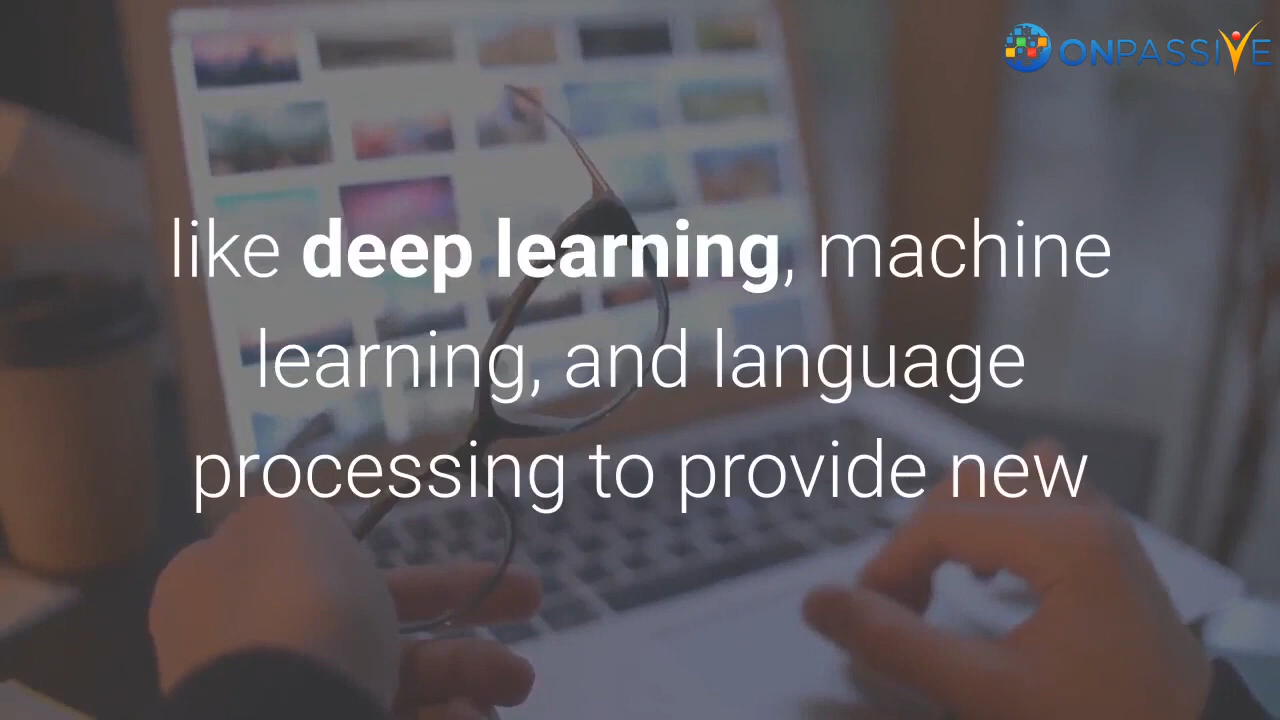 ONPASSIVE
like deep learning, machine
learning, and language
processing to provide new